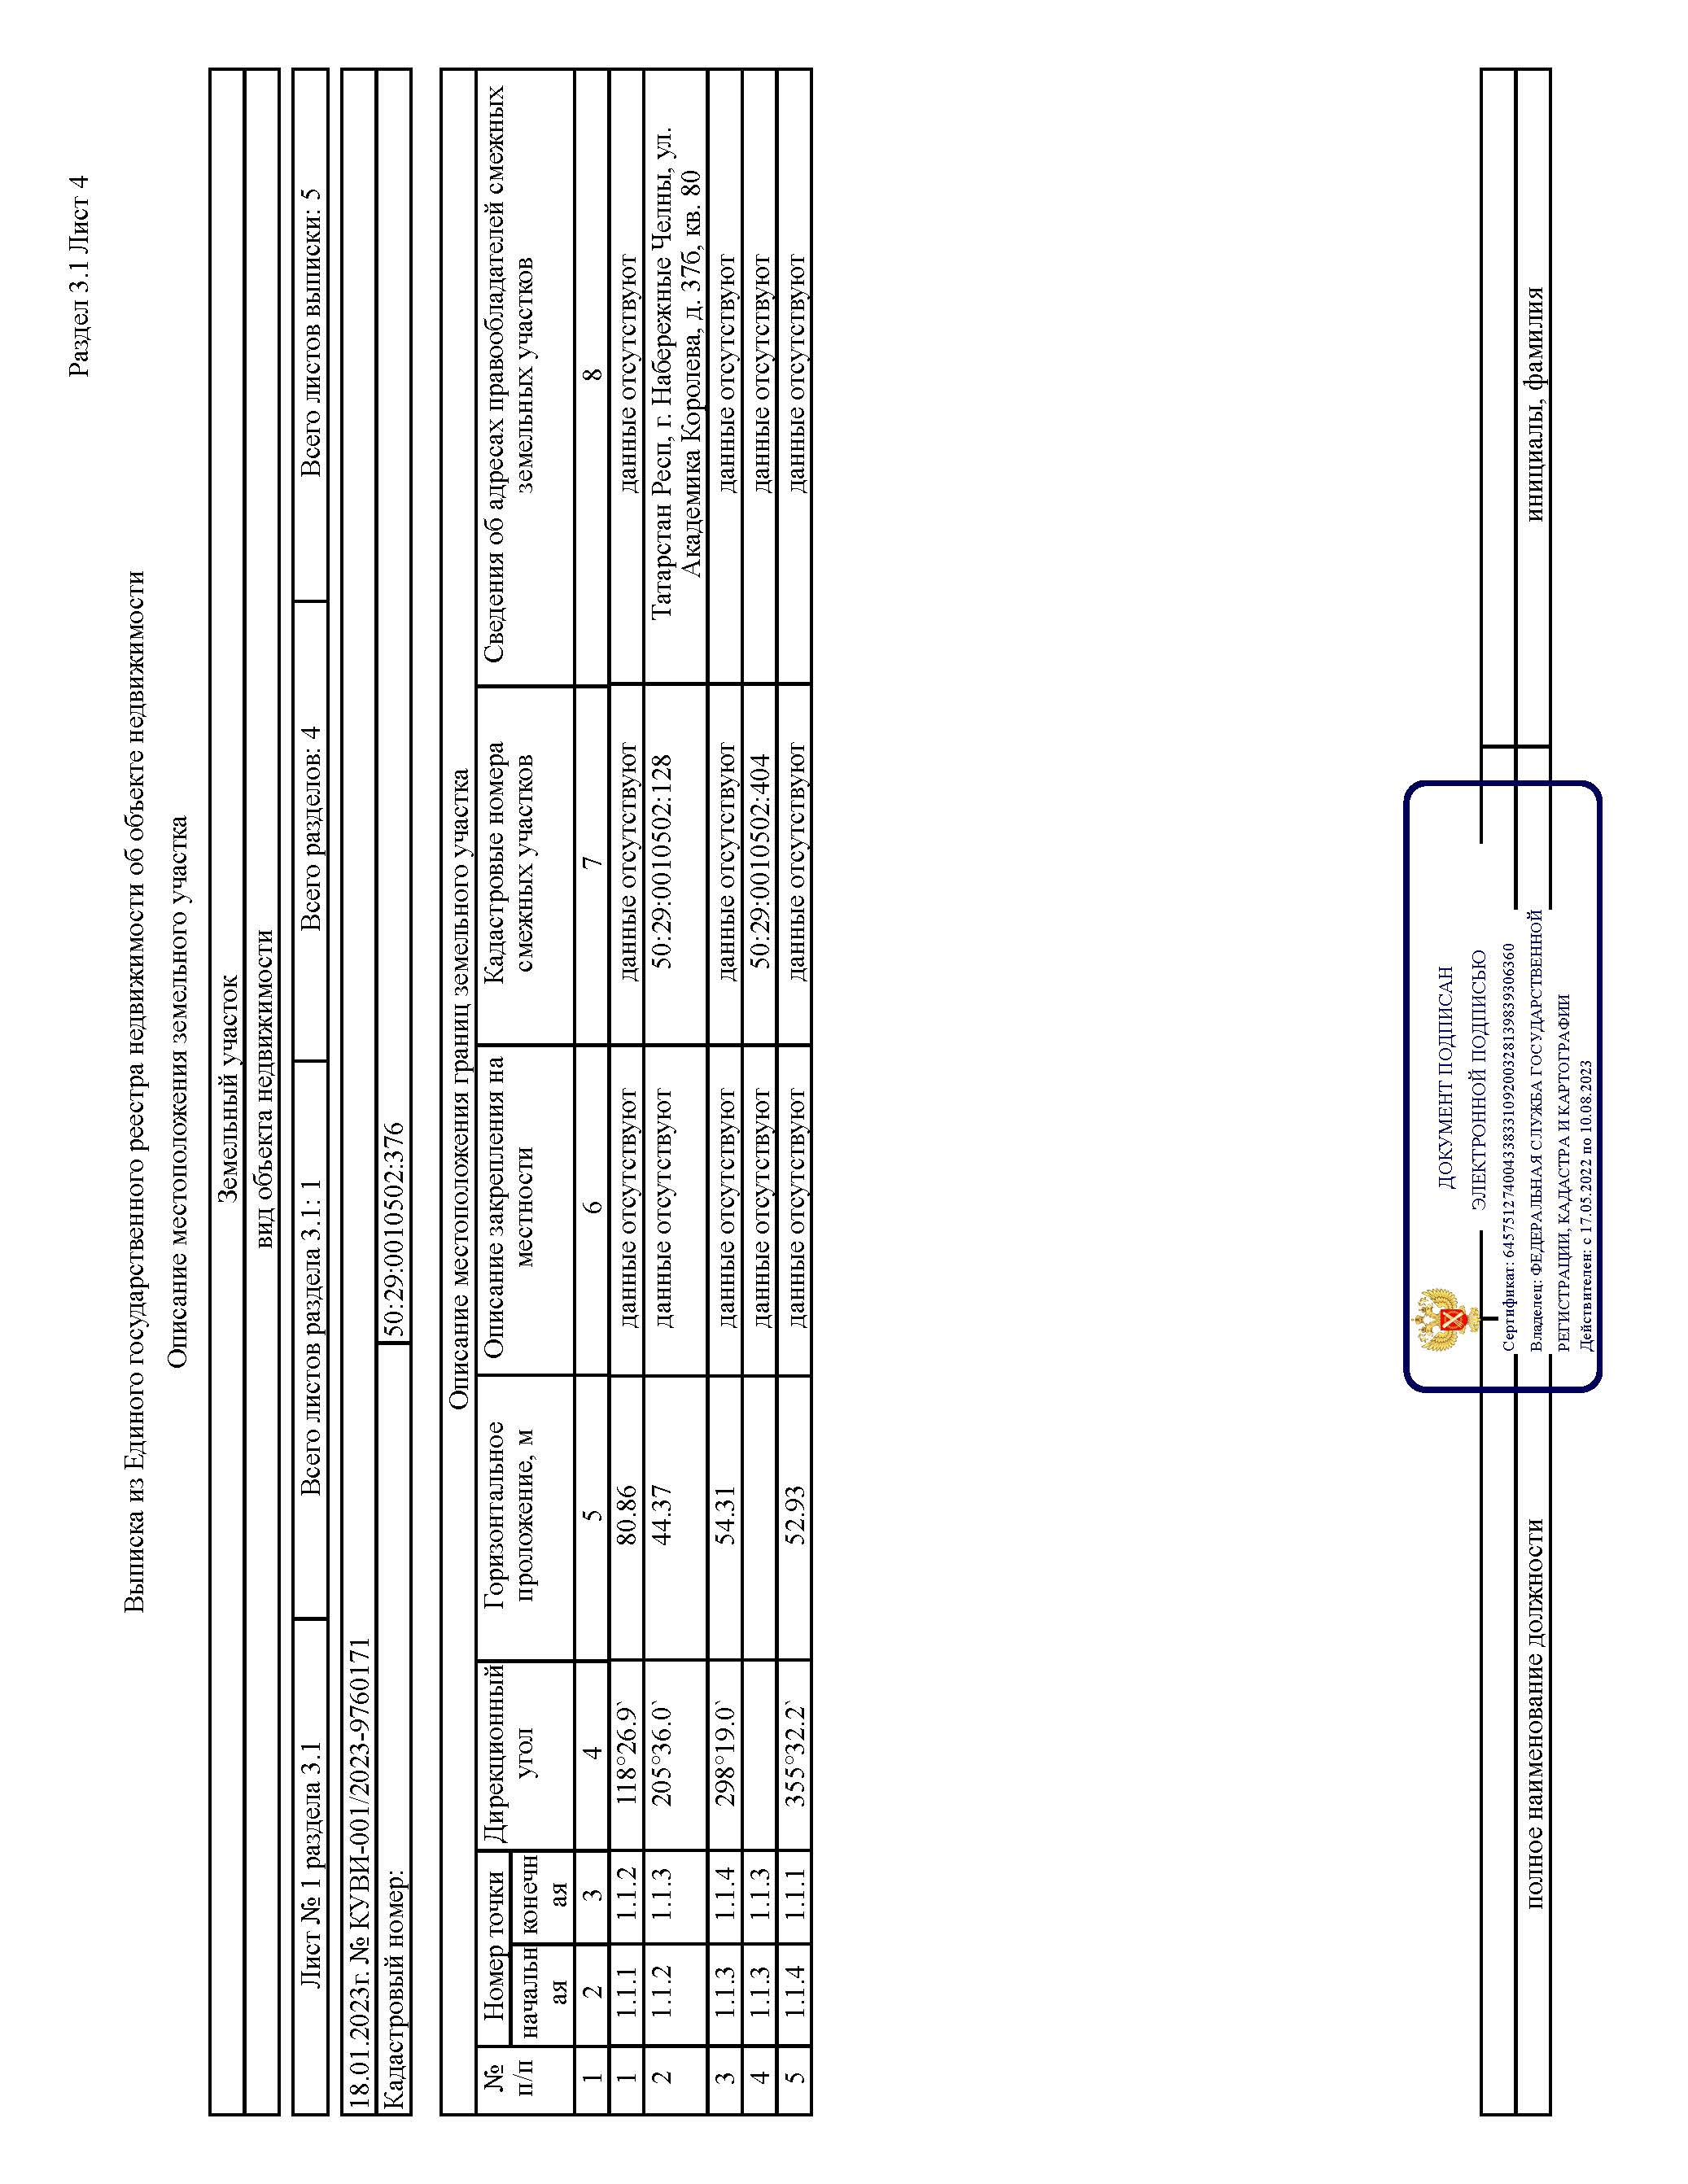 Раздел 3.1 Лист 4
Выписка из Единого государственного реестра недвижимости об объекте недвижимости
Описание местоположения земельного участка
Земельный участок
вид объекта недвижимости
Лист № 1 раздела 3.1 Всего листов раздела 3.1: 1 Всего разделов: 4 Всего листов выписки: 5
18.01.2023г. № КУВИ-001/2023-9760171
Кадастровый номер: 50:29:0010502:376
Описание местоположения границ земельного участка
№ Номер точки Дирекционный Горизонтальное Описание закрепления на Кадастровые номера Сведения об адресах правообладателей смежных
п/п начальн конечн угол проложение, м местности смежных участков земельных участков
ая ая
1 2 3 4 5 6 7 8
1 1.1.1 1.1.2 118°26.9` 80.86 данные отсутствуют данные отсутствуют данные отсутствуют
2 1.1.2 1.1.3 205°36.0` 44.37 данные отсутствуют 50:29:0010502:128 Татарстан Респ, г. Набережные Челны, ул.
Академика Королева, д. 37б, кв. 80
3 1.1.3 1.1.4 298°19.0` 54.31 данные отсутствуют данные отсутствуют данные отсутствуют
4 1.1.3 1.1.3 данные отсутствуют 50:29:0010502:404 данные отсутствуют
5 1.1.4 1.1.1 355°32.2` 52.93 данные отсутствуют данные отсутствуют данные отсутствуют
ДОКУМЕНТ ПОДПИСАН
ЭЛЕКТРОННОЙ ПОДПИСЬЮ
Сертификат: 645751274004338331092003281398393063​60
Владелец: ФЕДЕРАЛЬНАЯ СЛУЖБА ГОСУДАРСТВЕННОЙ
РЕГИСТРАЦИИ, КАДАСТРА И КАРТОГРАФИИ
Действителен: с 17.05.2022 по 10.08.2023
полное наименование должности инициалы, фамилия